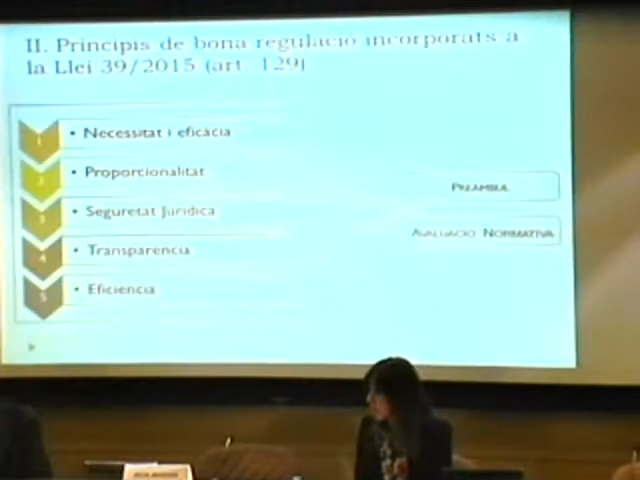 II. Principis de bona regulació incorporats a
la Llei 39/2015 (art. 129)
1
• Necessitat i eficàcia
2
• Proporcionalitat
3
• Seguretat Jurídica
4
• Transparència
5
• Eficiència
PREÀMBUL
AVALUACIÓ NORMATIVA